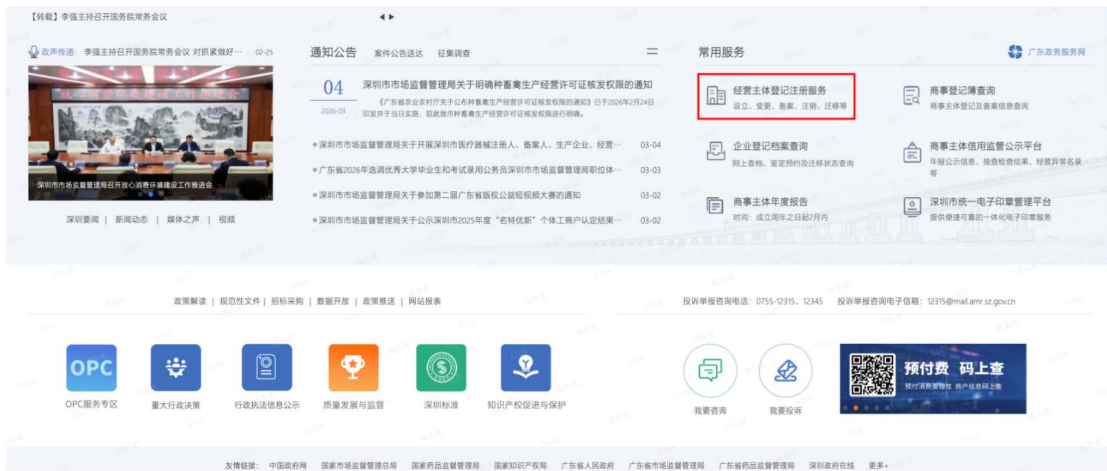 【转载】李强主持召开国务院常务会议
政声传递: 李强主持召开国务院常务会议 对抓紧做好… 02-25
深圳市市场监督管理局召开放心消费环境建设工作推进会
深圳要闻 | 新闻动态 | 媒体之声 | 视频
通知公告 案件公告送达 征集调查
04
2026-03
深圳市市场监督管理局关于明确种畜禽生产经营许可证核发权限的通知
《广东省农业农村厅关于公布种畜禽生产经营许可证核发权限的通知》已于2026年2月24日
印发并于当日实施，现就我市种畜禽生产经营许可证核发权限进行明确。
深圳市市场监督管理局关于开展深圳市医疗器械注册人、备案人、生产企业、经营… 03-04
广东省2026年选调优秀大学毕业生和考试录用公务员深圳市市场监督管理局职位体… 03-03
深圳市市场监督管理局关于参加第二届广东省版权公益短视频大赛的通知 03-02
深圳市市场监督管理局关于公示深圳市2025年度“名特优新”个体工商户认定结果… 03-02
常用服务 广东政务服务网
经营主体登记注册服务
设立、变更、备案、注销、迁移等
商事登记簿查询
商事主体登记及备案信息查询
企业登记档案查询
网上查档、鉴定预约及迁移状态查询
商事主体信用监管公示平台
年报公示信息、抽查检查结果、经营异常名录
等
商事主体年度报告
时间：成立周年之日起2月内
深圳市统一电子印章管理平台
提供便捷可靠的一体化电子印章服务
政策解读 | 规范性文件 | 招标采购 | 数据开放 | 政策推送 | 网站报表
投诉举报咨询电话：0755-12315、12345 投诉举报咨询电子信箱：12315@mail.amr.sz.gov.cn
OPC
OPC服务专区
重大行政决策
行政执法信息公示
质量发展与监督
深圳标准
知识产权促进与保护
我要咨询
我要投诉
预付费 码上查
预付消费要理性 商户信息码上查
友情链接： 中国政府网 国家市场监督管理总局 国家药品监督管理局 国家知识产权局 广东省人民政府 广东省市场监督管理局 广东省药品监督管理局 深圳政府在线 更多+